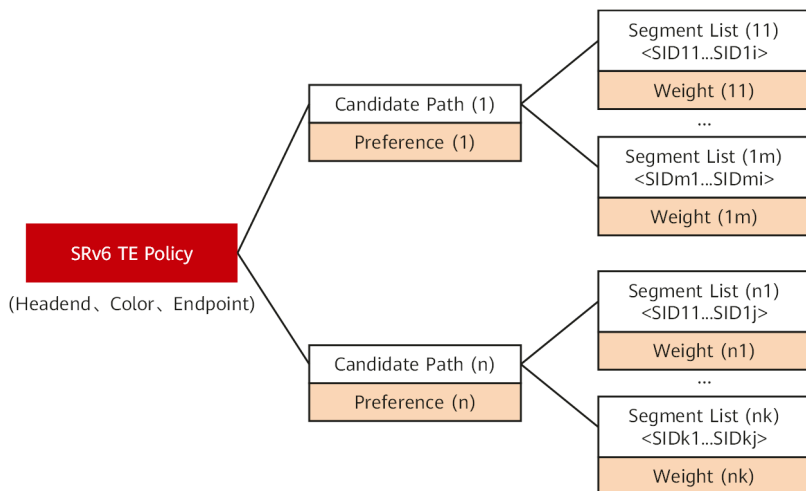 SRv6 TE Policy
(Headend、Color、Endpoint)
Candidate Path (1)
Preference (1)
Segment List (11)
<SID11...SID1i>
Weight (11)
...
Segment List (1m)
<SIDm1...SIDmi>
Weight (1m)
Candidate Path (n)
Preference (n)
Segment List (n1)
<SID11...SID1j>
Weight (n1)
...
Segment List (nk)
<SIDk1...SIDkj>
Weight (nk)